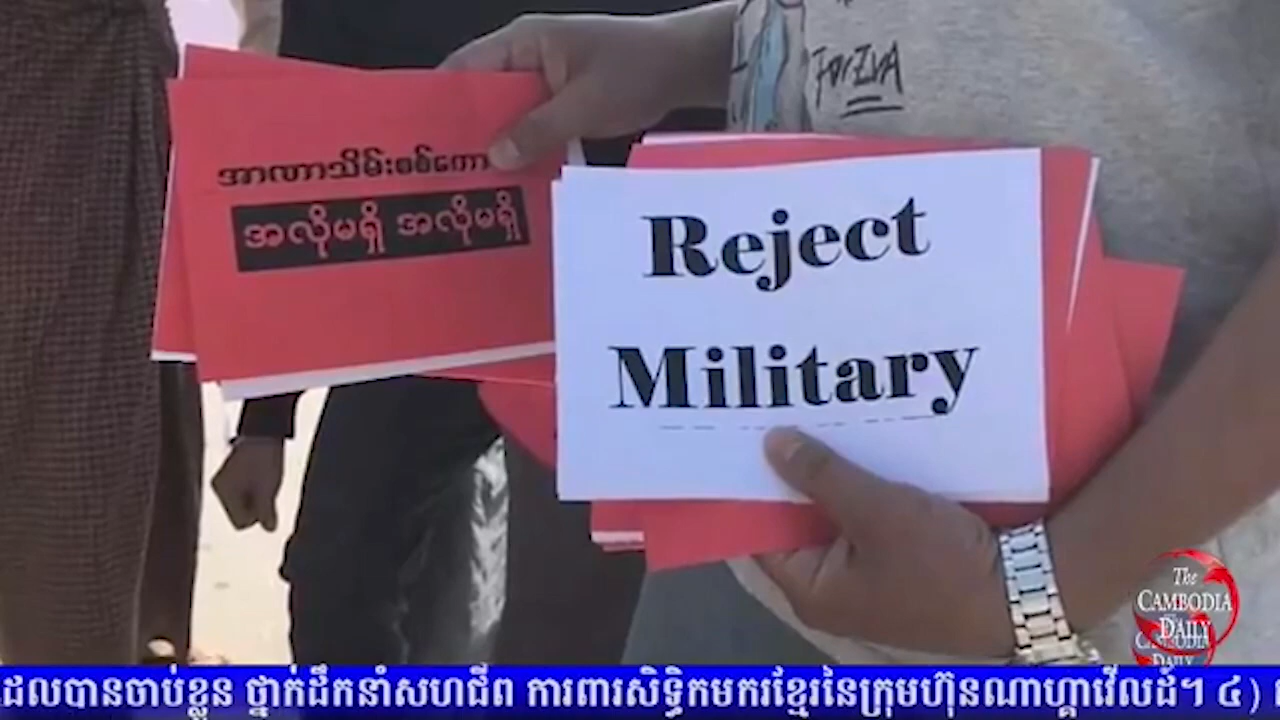 အာဏာသိမ်းစစ်ကော
အလိုမရှိ အလိုမရှိ
Reject
Military
The
CAMBODIA
DAILY
ដែលបានចាប់ខ្លួន ថ្នាក់ដឹកនាំសហជីព ការពារសិទ្ធិកមករខ្មែរនៃក្រុមហ៊ុនណាហ្គាវើលដ៍។ ៤)